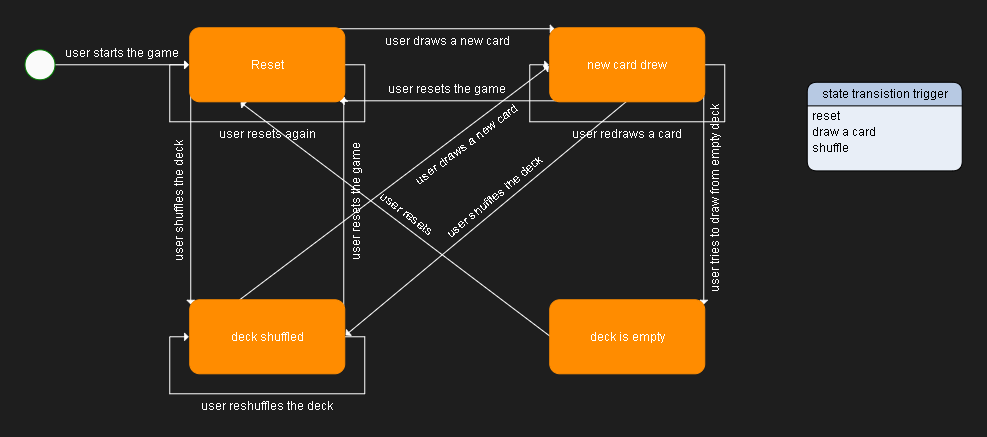 user starts the game
Reset
user draws a new card
new card drew
user resets the game
user resets again
user redraws a card
state transistion trigger
reset
draw a card
shuffle
user shuffles the deck
user resets the game
user draws a new card
user resets
user shuffles the deck
user tries to draw from empty deck
deck shuffled
deck is empty
user reshuffles the deck